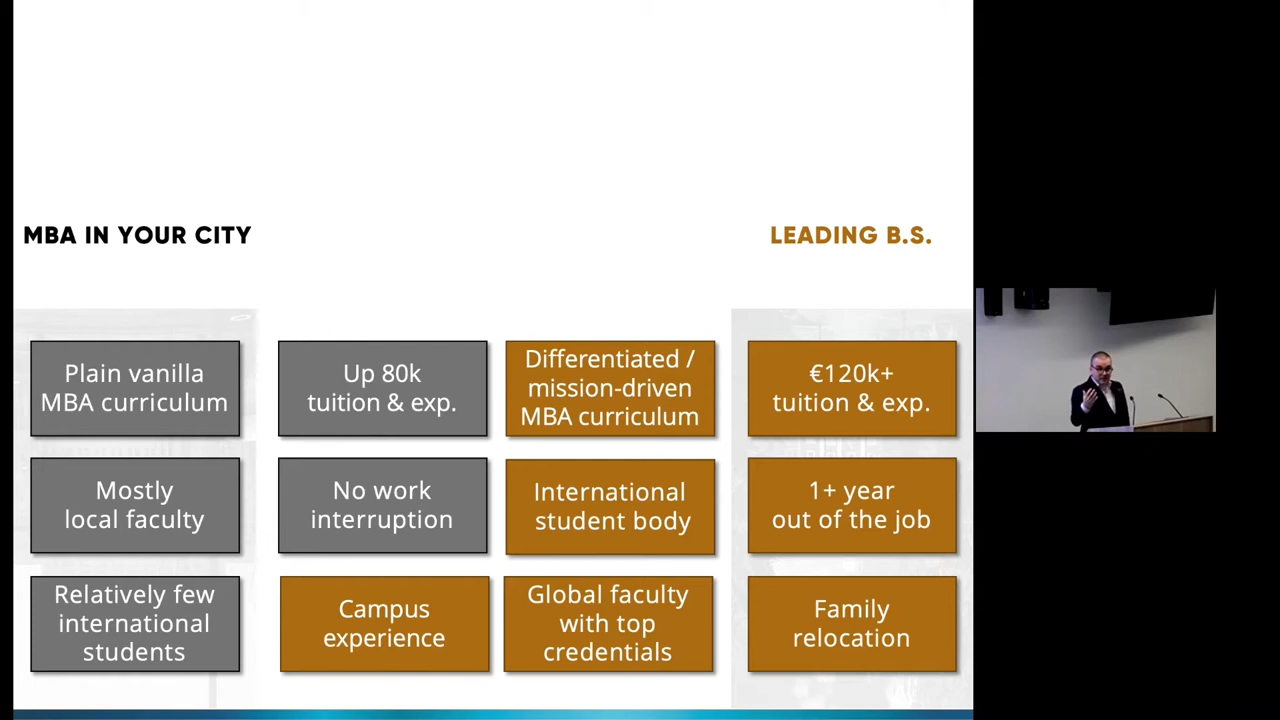 MBA IN YOUR CITY
LEADING B.S.
Plain vanilla
MBA curriculum
Up 80k
tuition & exp.
Differentiated /
mission-driven
MBA curriculum
€120k+
tuition & exp.
Mostly
local faculty
No work
interruption
International
student body
1+ year
out of the job
Relatively few
international
students
Campus
experience
Global faculty
with top
credentials
Family
relocation